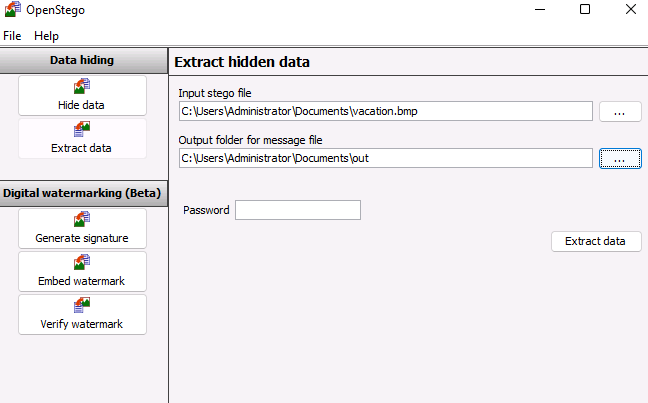 OpenStego
File Help
Data hiding
Hide data
Extract data
Digital watermarking (Beta)
Generate signature
Embed watermark
Verify watermark
Extract hidden data
Input stego file
C:\Users\Administrator\Documents\vacation.bmp
...
Output folder for message file
C:\Users\Administrator\Documents\out
...
Password
Extract data